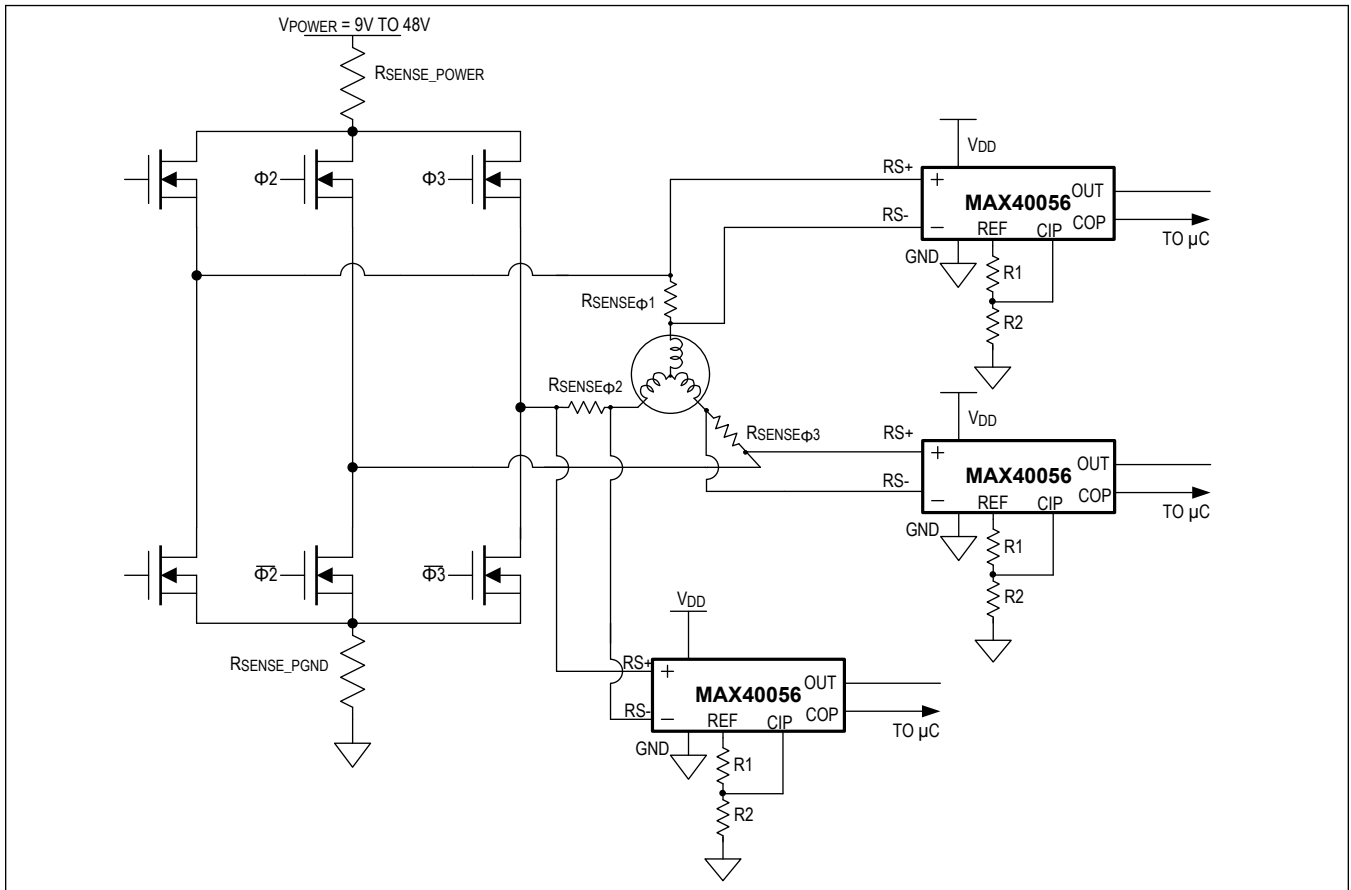 VPOWER = 9V TO 48V
RSENSE_POWER
Φ2
Φ3
VDD
RS+
+
MAX40056
OUT
RS-
−
REF
CIP
COP
TO µC
GND
R1
R2
RSENSEΦ1
RSENSEΦ2
RSENSEΦ3
VDD
RS+
+
MAX40056
OUT
RS-
−
REF
CIP
COP
TO µC
GND
R1
R2
Φ̅2
Φ̅3
RSENSE_PGND
VDD
RS+
+
MAX40056
OUT
RS-
−
REF
CIP
COP
TO µC
GND
R1
R2